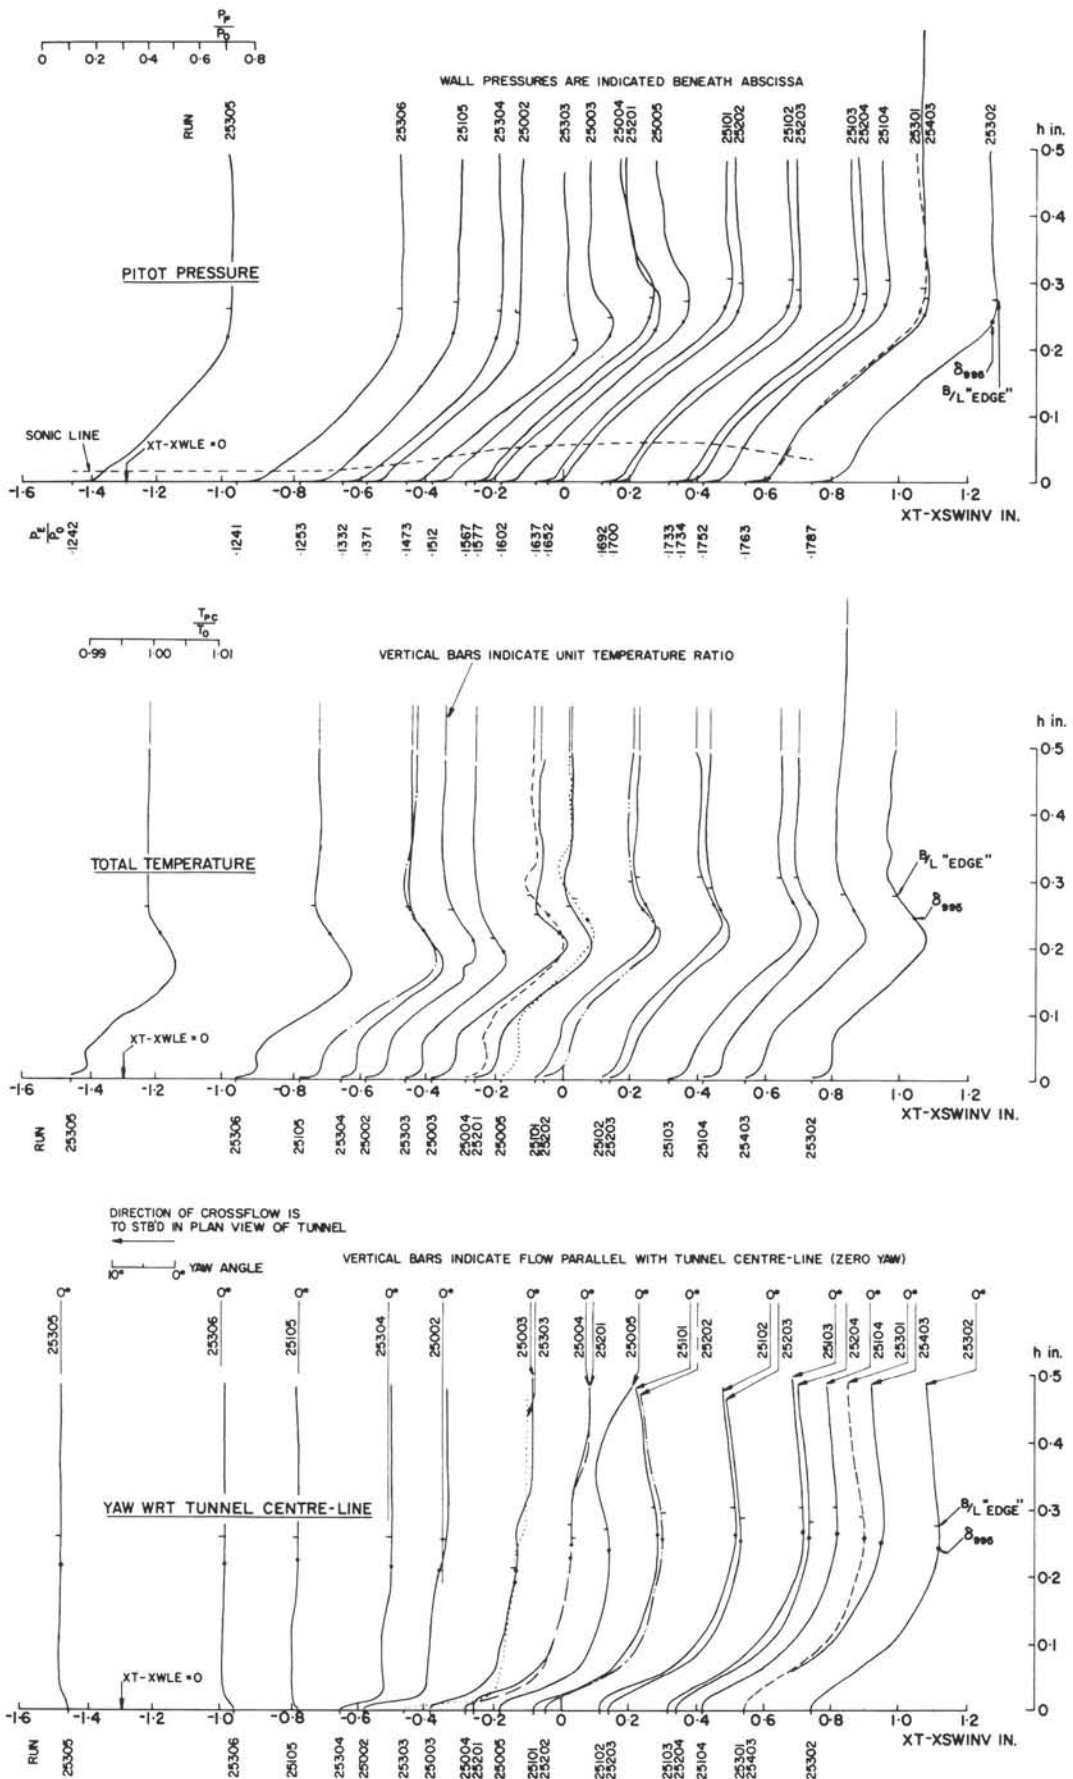 Pp
P0
0 0·2 0·4 0·6 0·8
WALL PRESSURES ARE INDICATED BENEATH ABSCISSA
RUN 25305 25306 25105 25304 25002 25303 25003 25004 25201 25005 25101 25202 25102 25203 25103 25204 25104 25301 25403 25302
h in.
0·5
0·4
PITOT PRESSURE
0·3
0·2
δ995
B/L "EDGE"
0·1
SONIC LINE
XT-XWLE=0
0
-1·6 -1·4 -1·2 -1·0 -0·8 -0·6 -0·4 -0·2 0 0·2 0·4 0·6 0·8 1·0 1·2
XT-XSWINV IN.
PE
P0
·1242 ·1241 ·1253 ·1332 ·1371 ·1473 ·1512 ·1567 ·1577 ·1602 ·1637 ·1652 ·1692 ·1700 ·1733 ·1734 ·1752 ·1763 ·1787
TPC
T0
0·99 1·00 1·01
VERTICAL BARS INDICATE UNIT TEMPERATURE RATIO
h in.
0·5
0·4
TOTAL TEMPERATURE
B/L "EDGE"
0·3
δ995
0·2
0·1
XT-XWLE=0
0
-1·6 -1·4 -1·2 -1·0 -0·8 -0·6 -0·4 -0·2 0 0·2 0·4 0·6 0·8 1·0 1·2
XT-XSWINV IN.
RUN 25305 25306 25105 25304 25002 25303 25003 25004 25201 25005 25101 25202 25102 25203 25103 25104 25403 25302
DIRECTION OF CROSSFLOW IS
TO STB'D IN PLAN VIEW OF TUNNEL
10° 0° YAW ANGLE
VERTICAL BARS INDICATE FLOW PARALLEL WITH TUNNEL CENTRE-LINE (ZERO YAW)
0° 0° 0° 0° 0° 0° 0° 0° 0° 0° 0° 0° 0° 0°
25305 25306 25105 25304 25002 25003 25303 25004 25201 25005 25101 25202 25102 25203 25103 25204 25104 25301 25403 25302
h in.
0·5
0·4
YAW WRT TUNNEL CENTRE-LINE
B/L "EDGE"
0·3
δ995
0·2
0·1
XT-XWLE=0
0
-1·6 -1·4 -1·2 -1·0 -0·8 -0·6 -0·4 -0·2 0 0·2 0·4 0·6 0·8 1·0 1·2
XT-XSWINV IN.
RUN 25305 25306 25105 25304 25002 25303 25003 25004 25201 25005 25101 25202 25102 25203 25103 25204 25104 25301 25403 25302